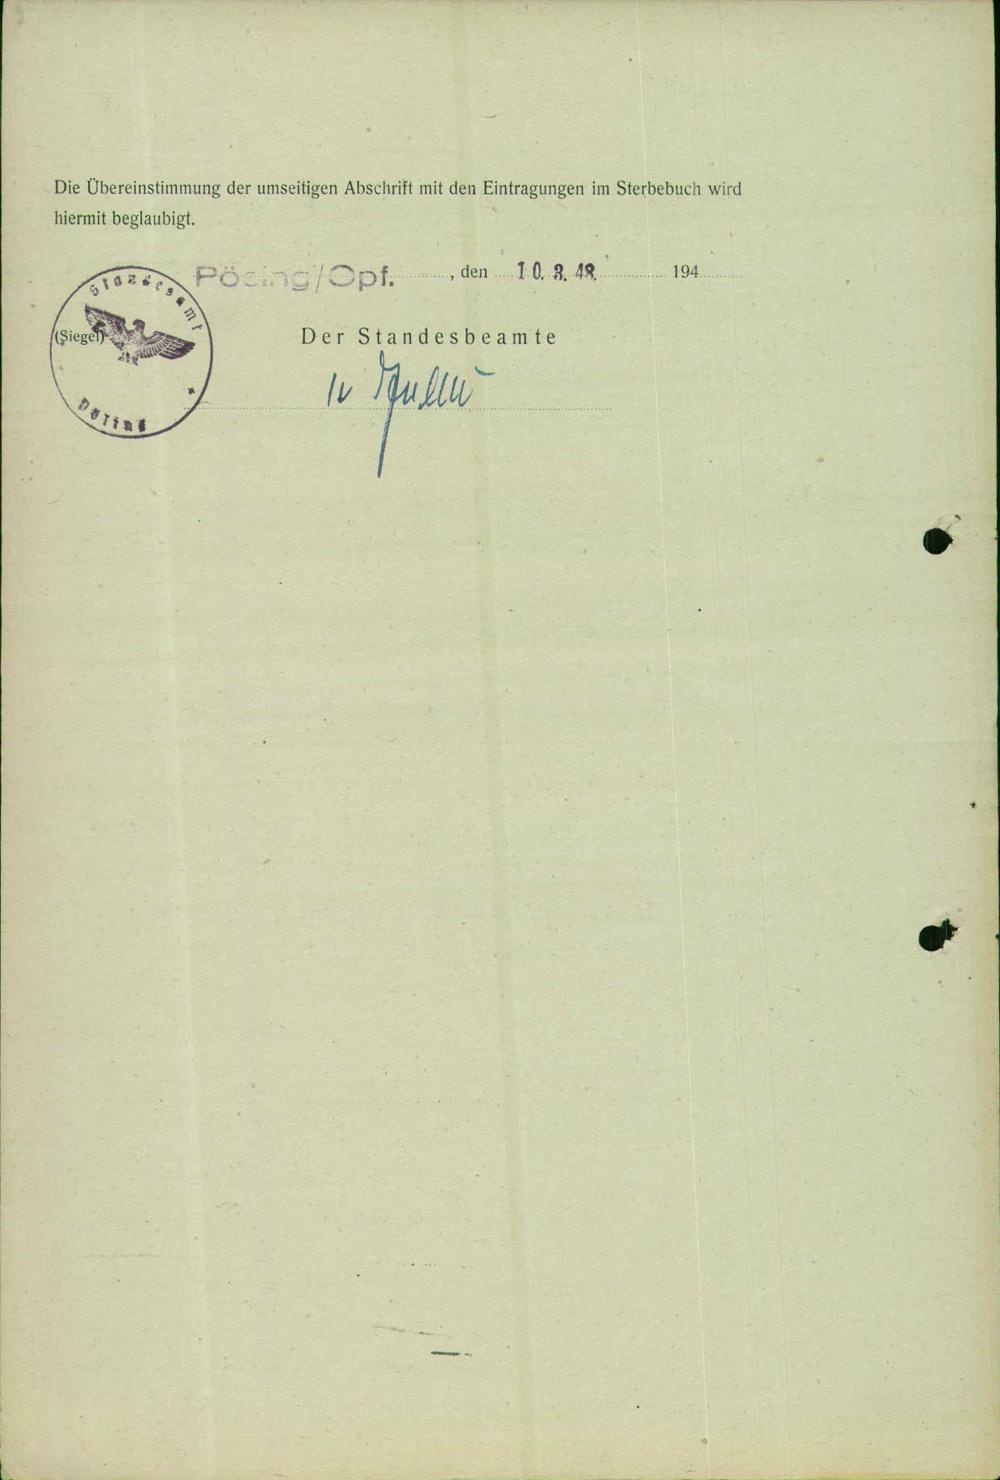 Die Übereinstimmung der umseitigen Abschrift mit den Eintragungen im Sterbebuch wird
hiermit beglaubigt.
Pösing/Opf. , den 10. 3. 48. 194
Standesamt
(Siegel)
Pösing
Der Standesbeamte